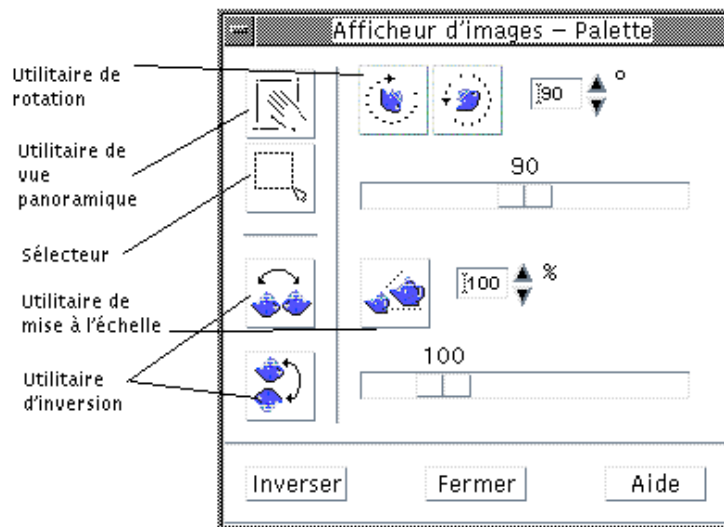 Afficheur d'images – Palette
Utilitaire de
rotation
Utilitaire de
vue
panoramique
Sélecteur
Utilitaire de
mise à l'échelle
Utilitaire
d'inversion
90
o
90
100
%
100
Inverser
Fermer
Aide